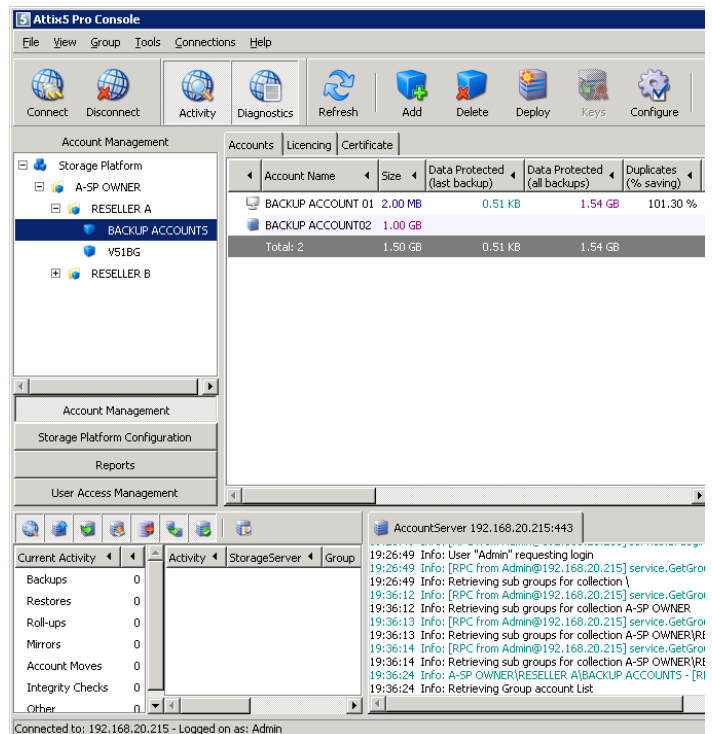 Attix5 Pro Console
File View Group Tools Connections Help
Connect Disconnect Activity Diagnostics Refresh Add Delete Deploy Keys Configure
Account Management
Accounts Licencing Certificate
Storage Platform
A-SP OWNER
RESELLER A
BACKUP ACCOUNTS
V51BG
RESELLER B
Account Name Size Data Protected (last backup) Data Protected (all backups) Duplicates (% saving)
BACKUP ACCOUNT 01 2.00 MB 0.51 KB 1.54 GB 101.30 %
BACKUP ACCOUNT02 1.00 GB
Total: 2 1.50 GB 0.51 KB 1.54 GB
Account Management
Storage Platform Configuration
Reports
User Access Management
Current Activity
Backups 0
Restores 0
Roll-ups 0
Mirrors 0
Account Moves 0
Integrity Checks 0
Other 0
Activity StorageServer Group
AccountServer 192.168.20.215:443
19:26:49 Info: User "Admin" requesting login
19:26:49 Info: [RPC from Admin@192.168.20.215] service.GetGro
19:26:49 Info: Retrieving sub groups for collection \
19:36:12 Info: [RPC from Admin@192.168.20.215] service.GetGro
19:36:12 Info: Retrieving sub groups for collection A-SP OWNER
19:36:13 Info: [RPC from Admin@192.168.20.215] service.GetGro
19:36:13 Info: Retrieving sub groups for collection A-SP OWNER\RE
19:36:14 Info: [RPC from Admin@192.168.20.215] service.GetGro
19:36:14 Info: Retrieving sub groups for collection A-SP OWNER\RE
19:36:24 Info: A-SP OWNER\RESELLER A\BACKUP ACCOUNTS - [RI
19:36:24 Info: Retrieving Group account List
Connected to: 192.168.20.215 - Logged on as: Admin